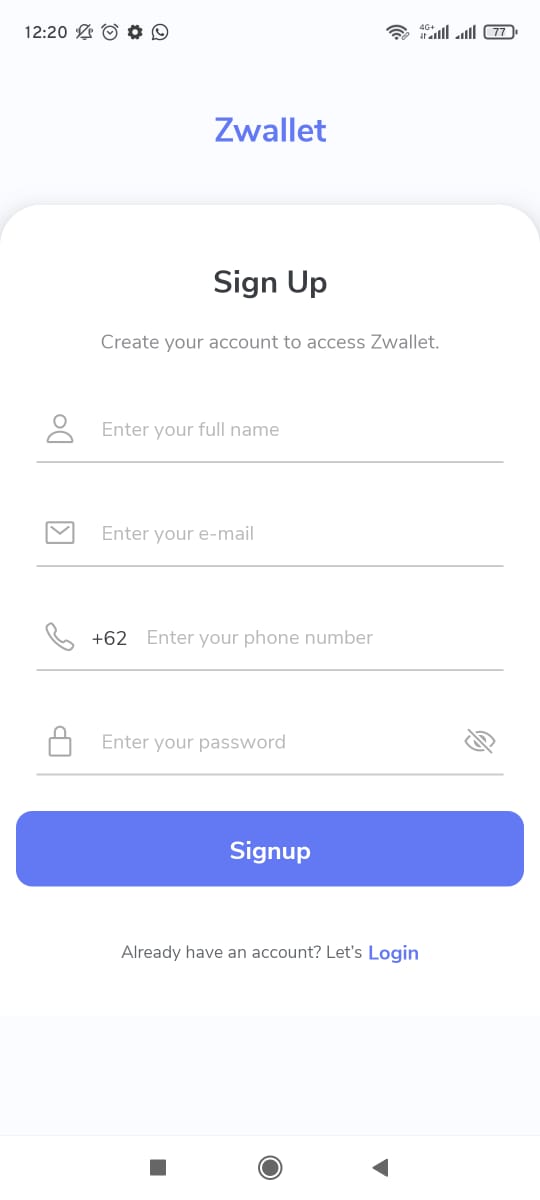 12:20 4G+ 77
Zwallet
Sign Up
Create your account to access Zwallet.
Enter your full name
Enter your e-mail
+62 Enter your phone number
Enter your password
Signup
Already have an account? Let's Login